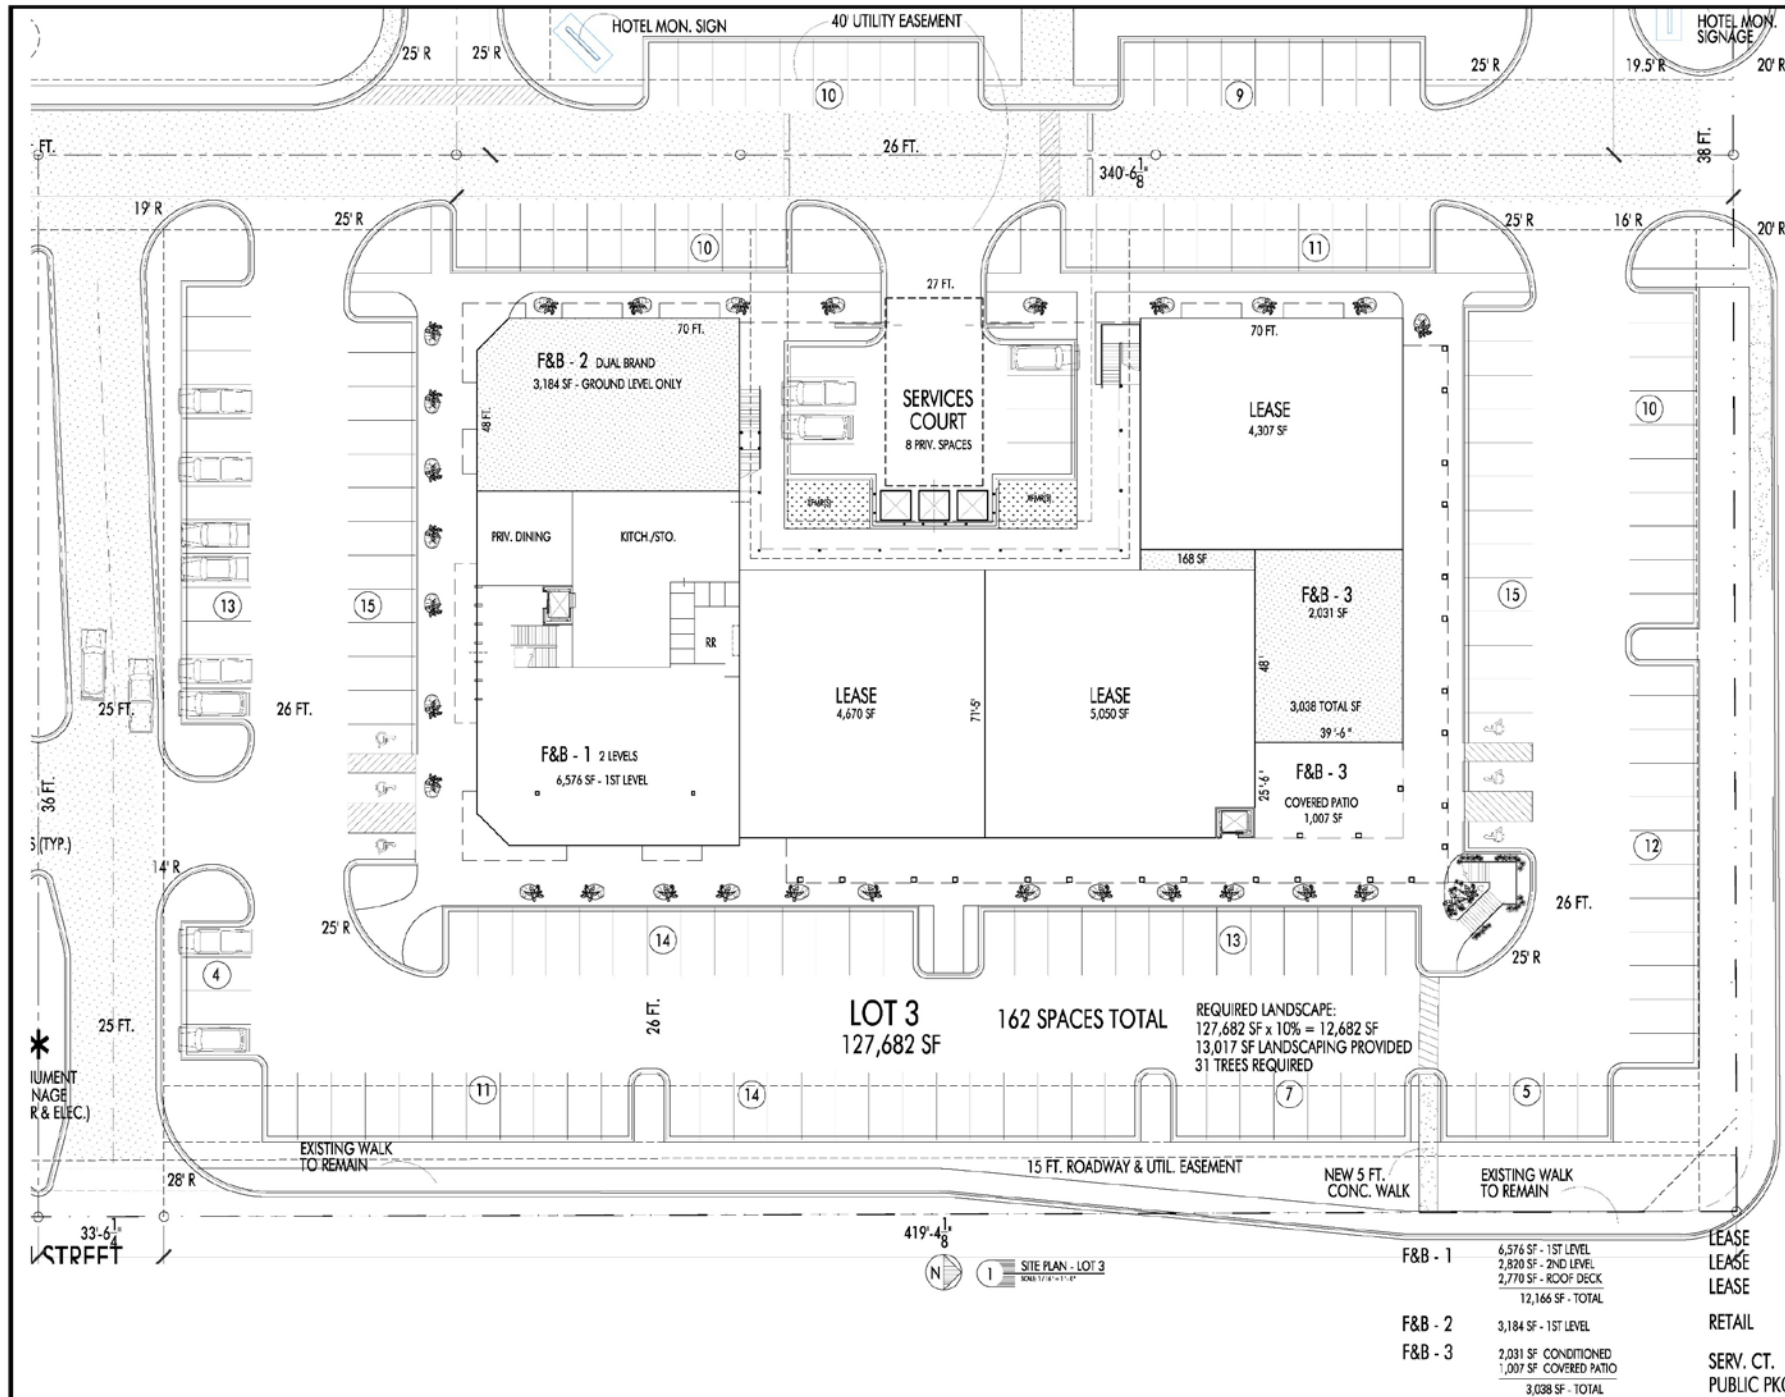 HOTEL MON. SIGN
40' UTILITY EASEMENT
HOTEL MON.
SIGNAGE
25' R
25' R
25' R
19.5' R
20' R
10
9
FT.
26 FT.
340'-6 1/8"
38 FT.
19' R
25' R
25' R
16' R
20' R
10
11
27 FT.
70 FT.
70 FT.
F&B - 2 DUAL BRAND
3,184 SF - GROUND LEVEL ONLY
48 FT.
SERVICES
COURT
8 PRIV. SPACES
LEASE
4,307 SF
10
PRIV. DINING
KITCH./STO.
168 SF
F&B - 3
2,031 SF
13
15
15
RR
48'
12
25 FT.
26 FT.
LEASE
4,670 SF
71'-5"
LEASE
5,050 SF
3,038 TOTAL SF
39'-6"
F&B - 1 2 LEVELS
6,576 SF - 1ST LEVEL
F&B - 3
25'-6"
COVERED PATIO
1,007 SF
36 FT.
S (TYP.)
14' R
26 FT.
25' R
14
13
25' R
4
26 FT.
25 FT.
LOT 3
127,682 SF
162 SPACES TOTAL
REQUIRED LANDSCAPE:
127,682 SF x 10% = 12,682 SF
13,017 SF LANDSCAPING PROVIDED
31 TREES REQUIRED
*
NAGE
R & ELEC.)
11
14
7
5
EXISTING WALK
TO REMAIN
15 FT. ROADWAY & UTIL. EASEMENT
NEW 5 FT.
CONC. WALK
EXISTING WALK
TO REMAIN
28' R
33'-6 1/4"
419'-4 1/8"
STREET
N
1
SITE PLAN - LOT 3
SCALE: 1/16" = 1'-0"
F&B - 1
6,576 SF - 1ST LEVEL
2,820 SF - 2ND LEVEL
2,770 SF - ROOF DECK
12,166 SF - TOTAL
F&B - 2
3,184 SF - 1ST LEVEL
F&B - 3
2,031 SF CONDITIONED
1,007 SF COVERED PATIO
3,038 SF - TOTAL
LEASE
LEASE
LEASE
RETAIL
SERV. CT.